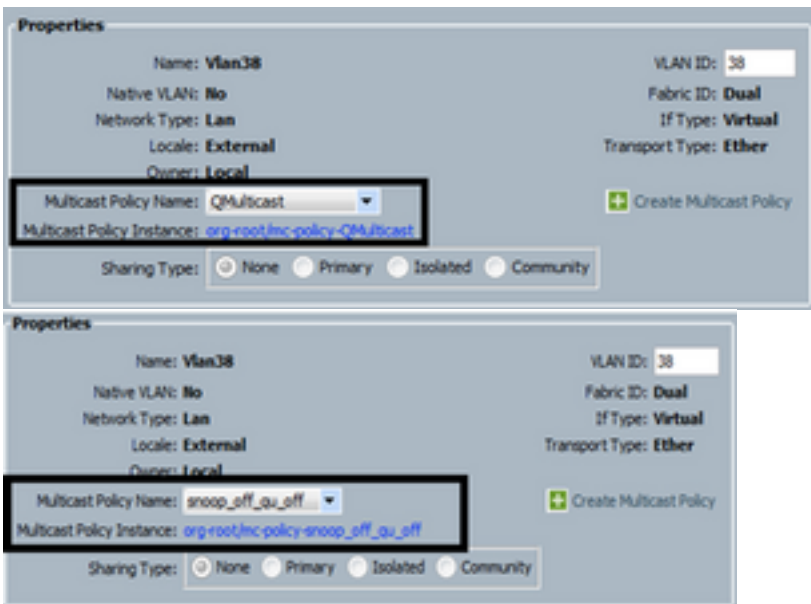 Properties
Name: Vlan38 VLAN ID: 38
Native VLAN: No Fabric ID: Dual
Network Type: Lan If Type: Virtual
Locale: External Transport Type: Ether
Owner: Local
Multicast Policy Name: QMulticast Create Multicast Policy
Multicast Policy Instance: org-root/mc-policy-QMulticast
Sharing Type: None Primary Isolated Community
Properties
Name: Vlan38 VLAN ID: 38
Native VLAN: No Fabric ID: Dual
Network Type: Lan If Type: Virtual
Locale: External Transport Type: Ether
Owner: Local
Multicast Policy Name: snoop_off_qu_off Create Multicast Policy
Multicast Policy Instance: org-root/mc-policy-snoop_off_qu_off
Sharing Type: None Primary Isolated Community